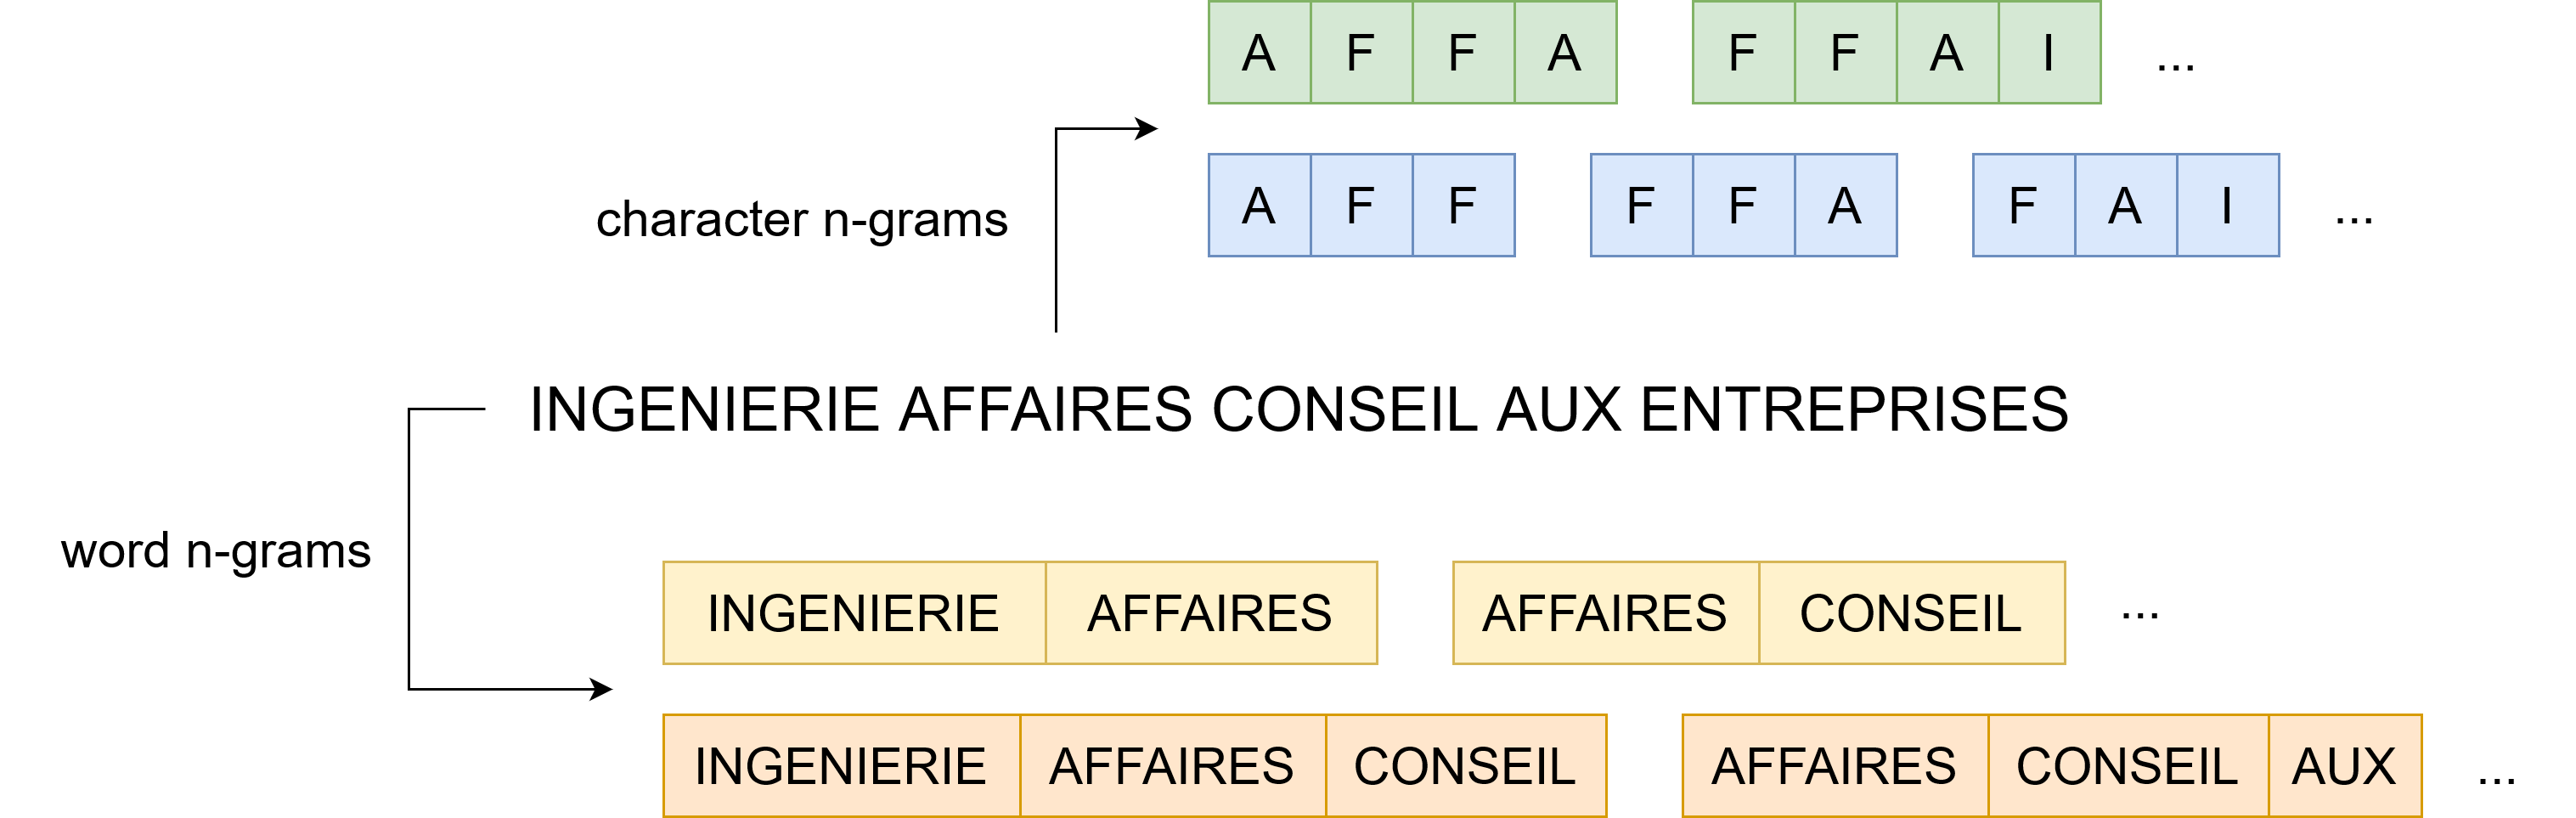 A F F A F F A I ...
A F F F F A F A I ...
character n-grams
INGENIERIE AFFAIRES CONSEIL AUX ENTREPRISES
word n-grams
INGENIERIE AFFAIRES AFFAIRES CONSEIL ...
INGENIERIE AFFAIRES CONSEIL AFFAIRES CONSEIL AUX ...